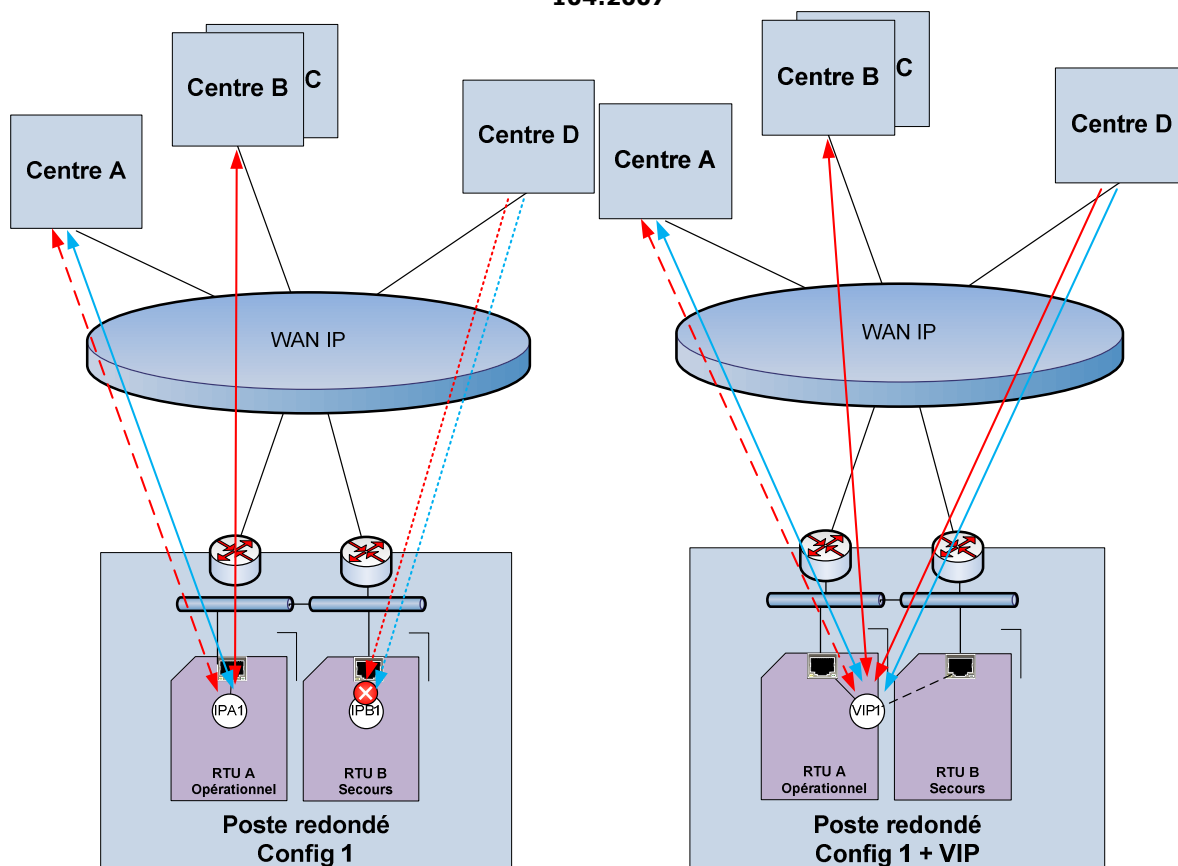 Centre B
C
Centre D
Centre A
WAN IP
IPA1
IPB1
RTU A
Opérationnel
RTU B
Secours
Poste redondé
Config 1
Centre B
C
Centre D
Centre A
WAN IP
VIP1
RTU A
Opérationnel
RTU B
Secours
Poste redondé
Config 1 + VIP